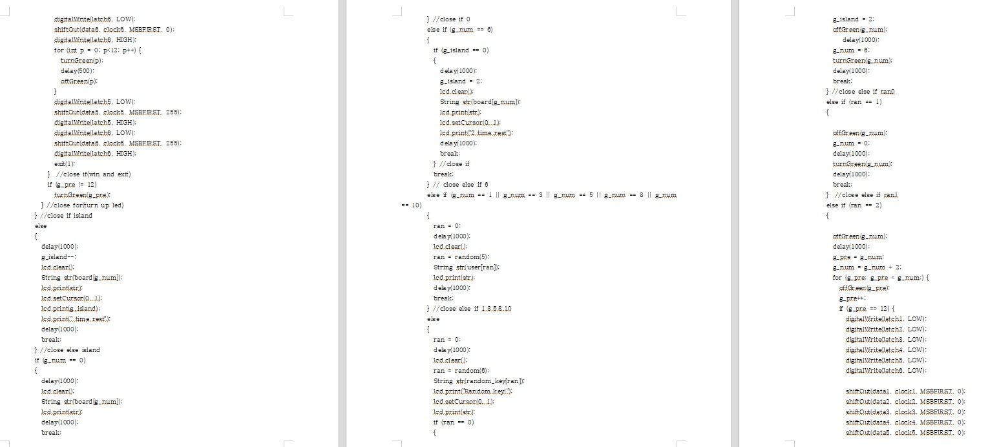 digitalWrite(latch6, LOW);
shiftOut(data6, clock6, MSBFIRST, 0);
digitalWrite(latch6, HIGH);
for (int p = 0; p<12; p++) {
turnGreen(p);
delay(500);
offGreen(p);
}
digitalWrite(latch5, LOW);
shiftOut(data5, clock5, MSBFIRST, 255);
digitalWrite(latch5, HIGH);
digitalWrite(latch6, LOW);
shiftOut(data6, clock6, MSBFIRST, 255);
digitalWrite(latch6, HIGH);
exit(1);
} //close if(win and exit)
if (g_pre != 12)
turnGreen(g_pre);
} //close for(turn up led)
} //close if island
else
{
delay(1000);
g_island--;
lcd.clear();
String str(board[g_num]);
lcd.print(str);
lcd.setCursor(0, 1);
lcd.print(g_island);
lcd.print(" time rest");
delay(1000);
break;
} //close else island
if (g_num == 0)
{
delay(1000);
lcd.clear();
String str(board[g_num]);
lcd.print(str);
delay(1000);
break;
} //close if 0
else if (g_num == 6)
{
if (g_island == 0)
{
delay(1000);
g_island = 2;
lcd.clear();
String str(board[g_num]);
lcd.print(str);
lcd.setCursor(0, 1);
lcd.print("2 time rest");
delay(1000);
break;
} //close if
break;
} // close else if 6
else if (g_num == 1 || g_num == 3 || g_num == 5 || g_num == 8 || g_num
== 10)
{
ran = 0;
delay(1000);
lcd.clear();
ran = random(5);
String str(user[ran]);
lcd.print(str);
delay(1000);
break;
} //close else if 1,3,5,8,10
else
{
ran = 0;
delay(1000);
lcd.clear();
ran = random(6);
String str(random_key[ran]);
lcd.print("Random key!");
lcd.setCursor(0, 1);
lcd.print(str);
if (ran == 0)
{
g_island = 2;
offGreen(g_num);
delay(1000);
g_num = 6;
turnGreen(g_num);
delay(1000);
break;
} //close else if ran0
else if (ran == 1)
{
offGreen(g_num);
g_num = 0;
delay(1000);
turnGreen(g_num);
delay(1000);
break;
} //close else if ran1
else if (ran == 2)
{
offGreen(g_num);
delay(1000);
g_pre = g_num;
g_num = g_num + 2;
for (g_pre; g_pre < g_num;) {
offGreen(g_pre);
g_pre++;
if (g_pre == 12) {
digitalWrite(latch1, LOW);
digitalWrite(latch2, LOW);
digitalWrite(latch3, LOW);
digitalWrite(latch4, LOW);
digitalWrite(latch5, LOW);
digitalWrite(latch6, LOW);
shiftOut(data1, clock1, MSBFIRST, 0);
shiftOut(data2, clock2, MSBFIRST, 0);
shiftOut(data3, clock3, MSBFIRST, 0);
shiftOut(data4, clock4, MSBFIRST, 0);
shiftOut(data5, clock5, MSBFIRST, 0);